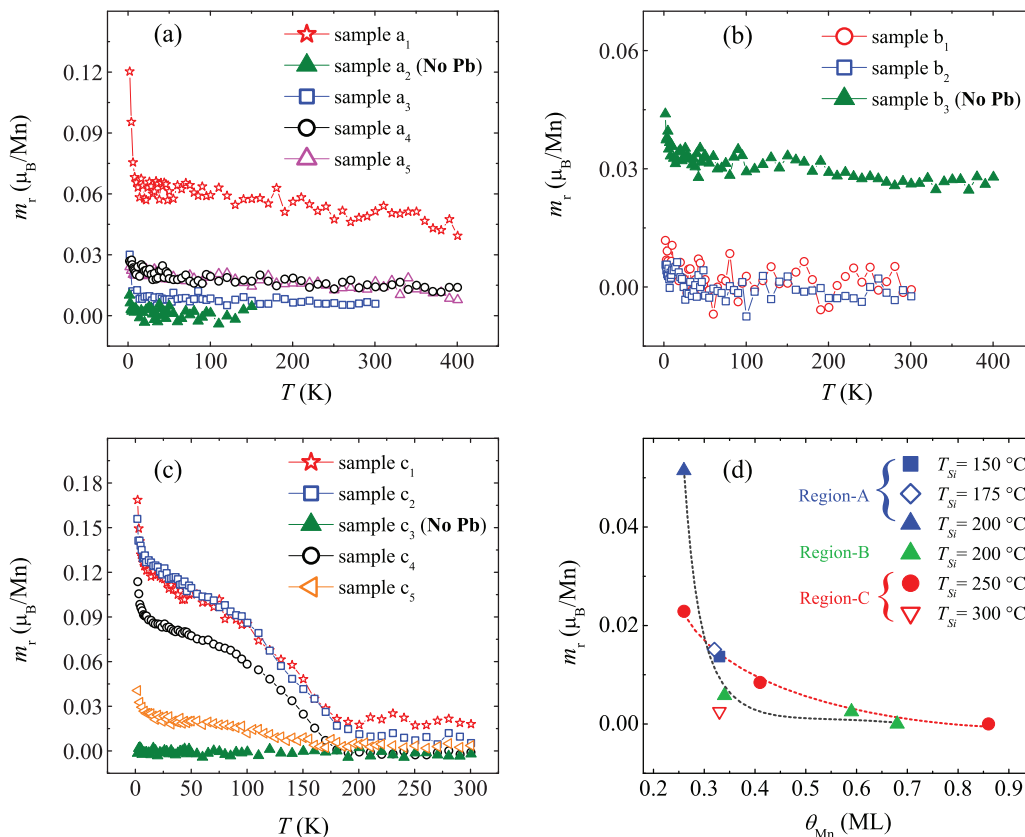 (a)
sample a1
sample a2 (No Pb)
sample a3
sample a4
sample a5
0.12
0.09
0.06
0.03
0.00
mr (μB/Mn)
0 100 200 300 400
T (K)
(b)
sample b1
sample b2
sample b3 (No Pb)
0.06
0.03
0.00
mr (μB/Mn)
0 100 200 300 400
T (K)
(c)
sample c1
sample c2
sample c3 (No Pb)
sample c4
sample c5
0.18
0.15
0.12
0.09
0.06
0.03
0.00
mr (μB/Mn)
0 50 100 150 200 250 300
T (K)
(d)
TSi= 150 °C
Region-A TSi= 175 °C
TSi= 200 °C
Region-B TSi= 200 °C
Region-C TSi= 250 °C
TSi= 300 °C
0.04
0.02
0.00
mr (μB/Mn)
0.2 0.3 0.4 0.5 0.6 0.7 0.8 0.9
θMn (ML)